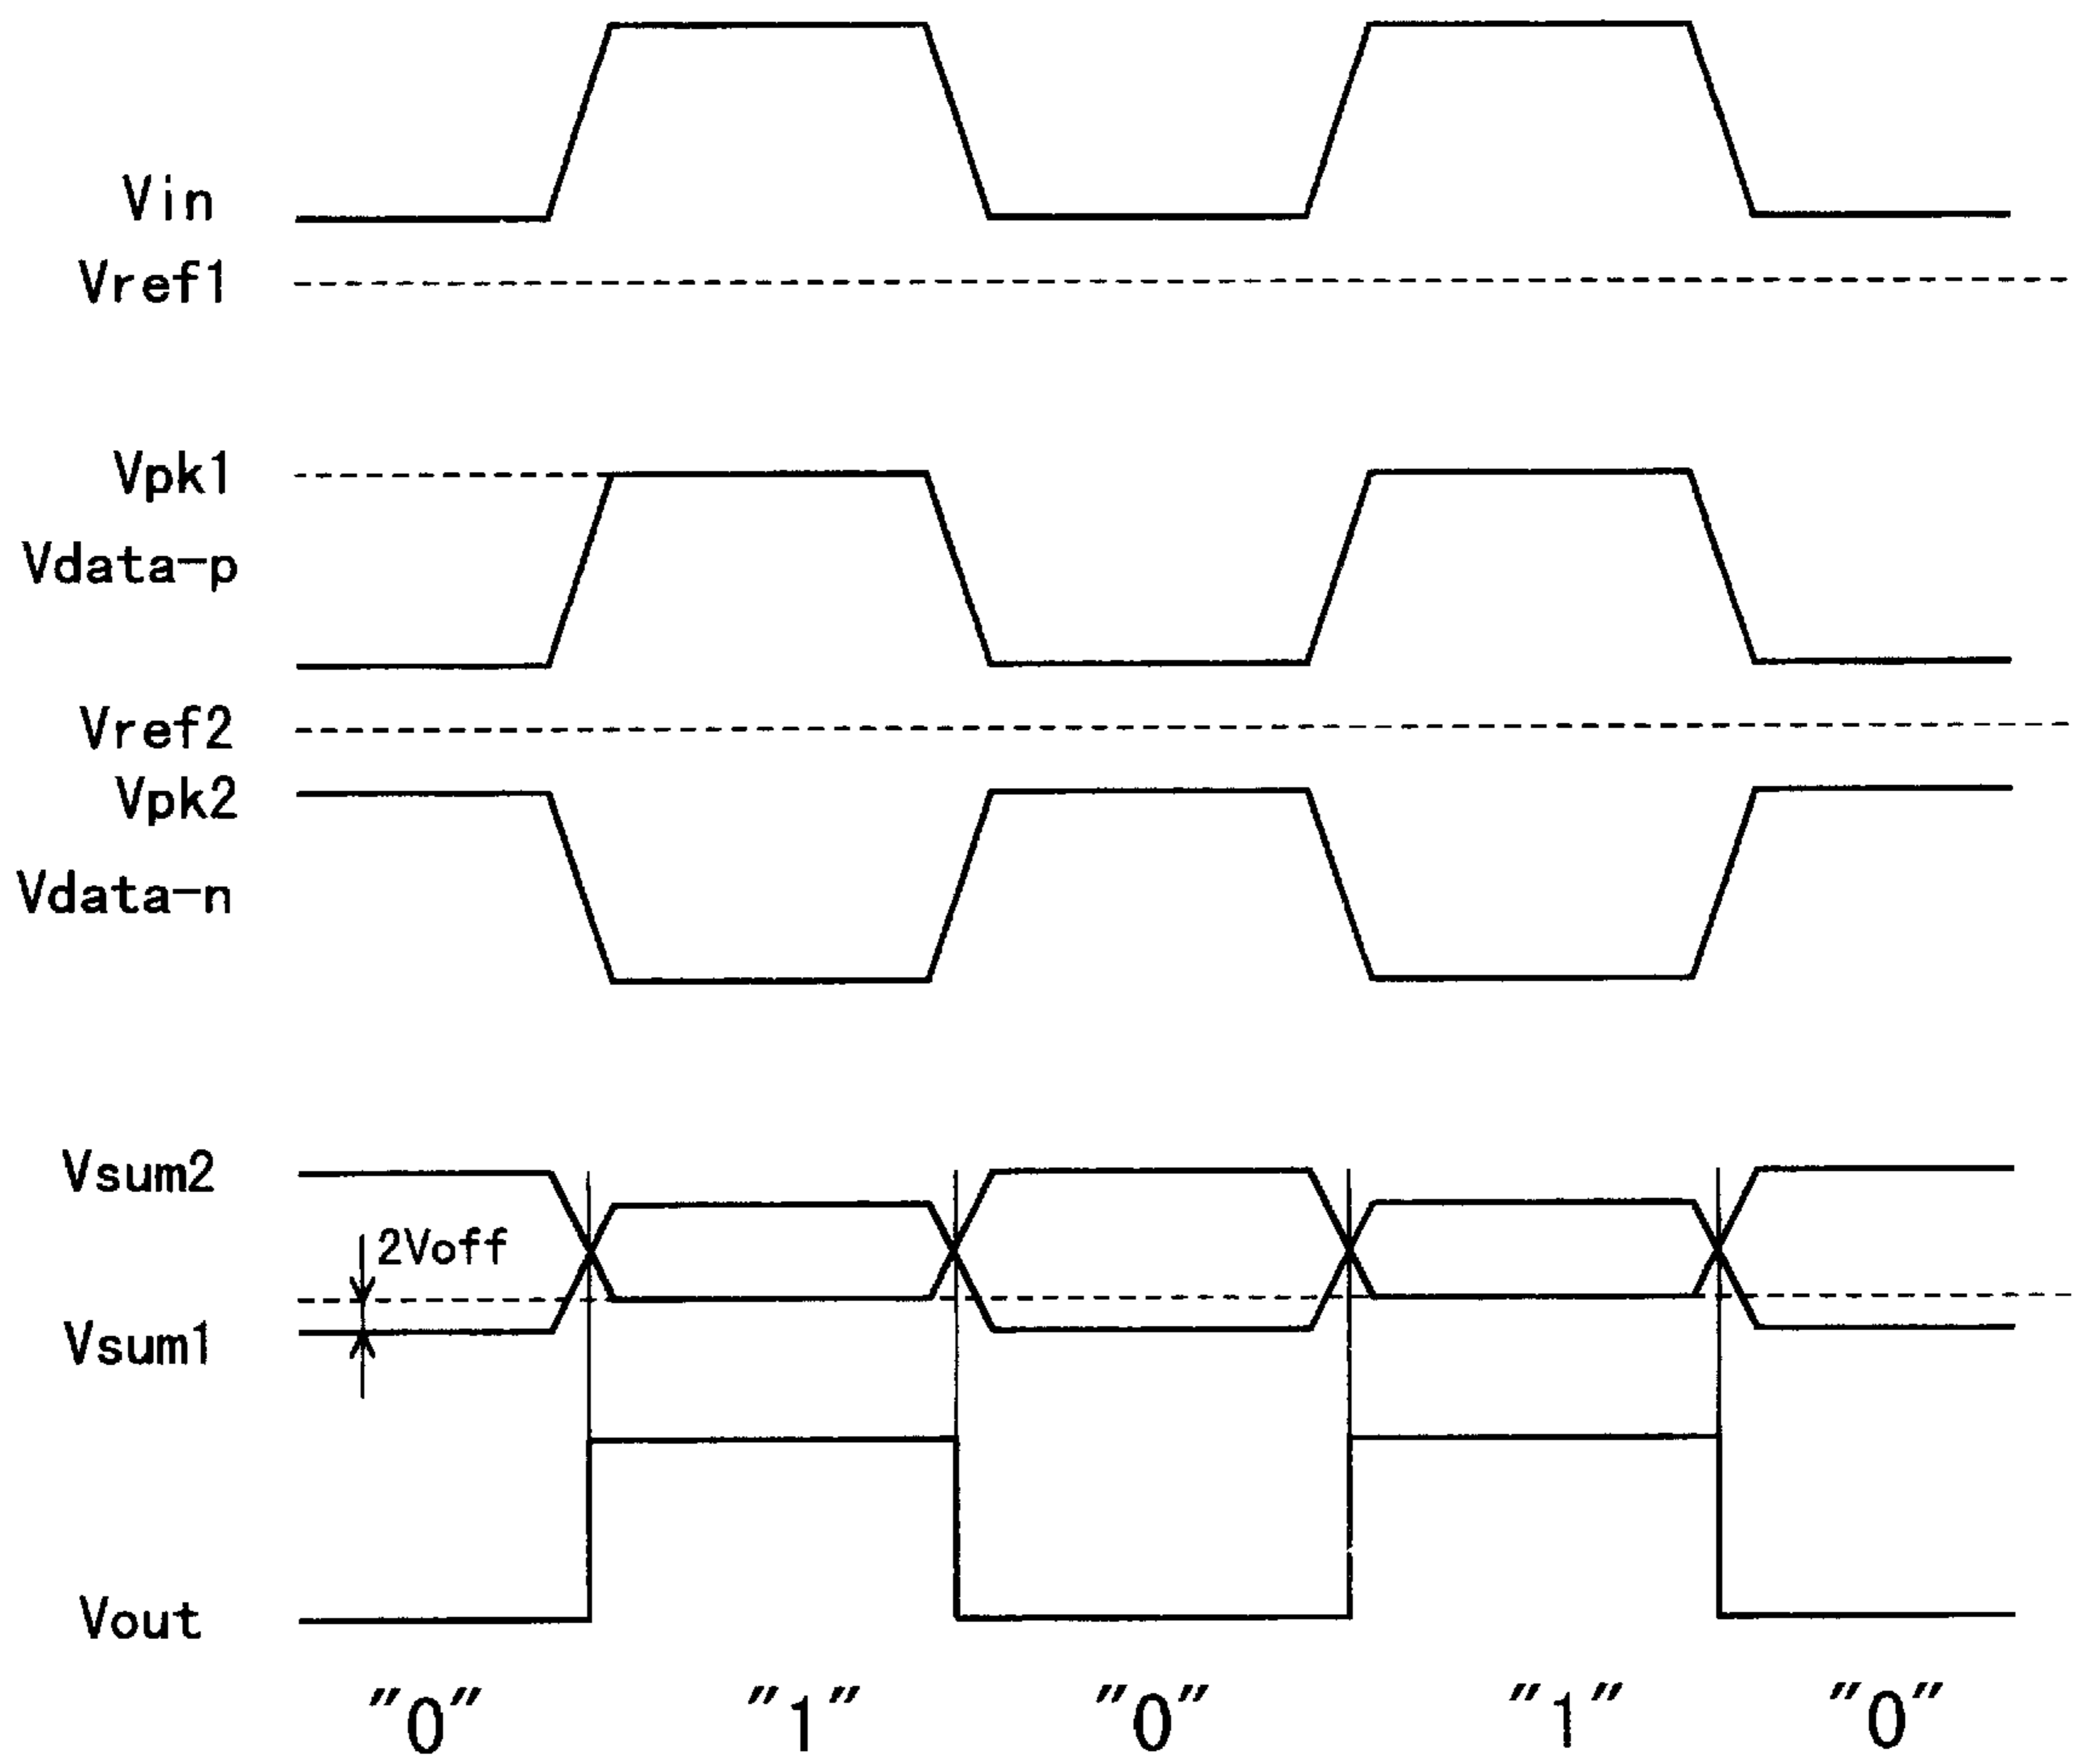 Vin
Vref1
Vpk1
Vdata-p
Vref2
Vpk2
Vdata-n
Vsum2
2Voff
Vsum1
Vout
"0" "1" "0" "1" "0"